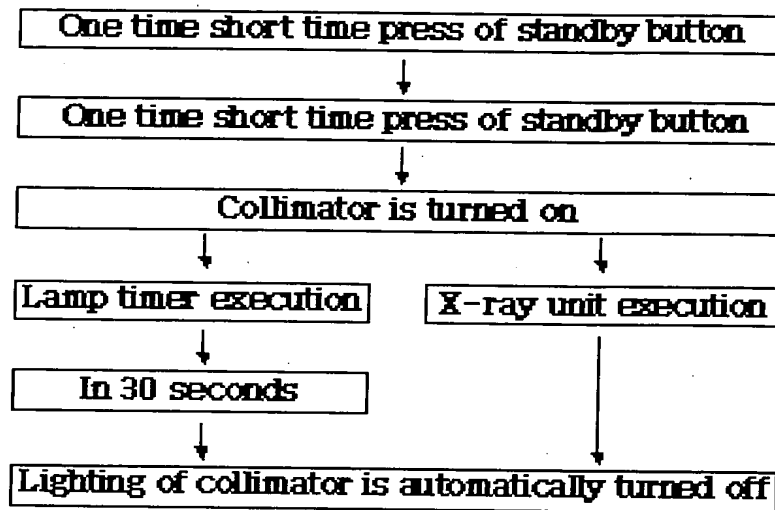 One time short time press of standby button
One time short time press of standby button
Collimator is turned on
Lamp timer execution
X-ray unit execution
In 30 seconds
Lighting of collimator is automatically turned off